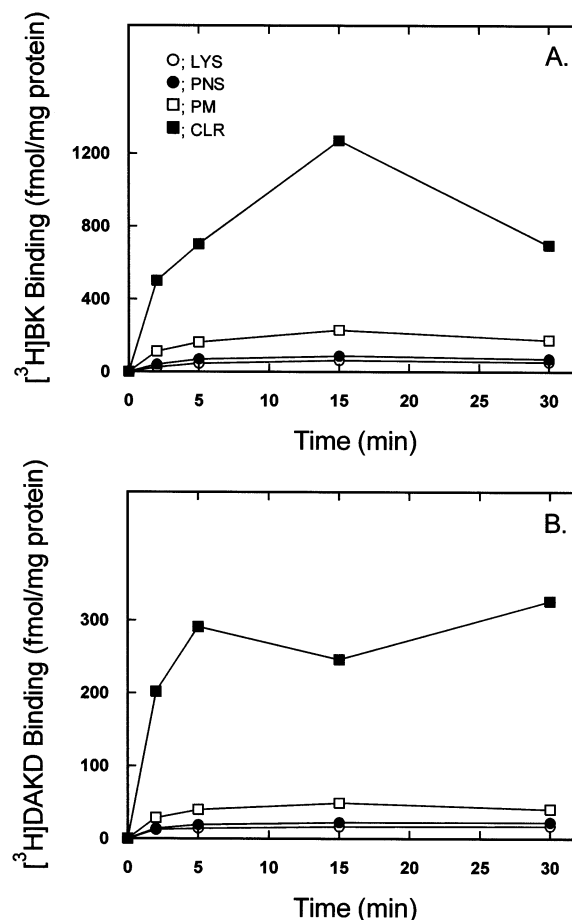 A.
○; LYS
●; PNS
□; PM
■; CLR
[³H]BK Binding (fmol/mg protein)
1200
800
400
0
0 5 10 15 20 25 30
Time (min)
B.
[³H]DAKD Binding (fmol/mg protein)
300
200
100
0
0 5 10 15 20 25 30
Time (min)